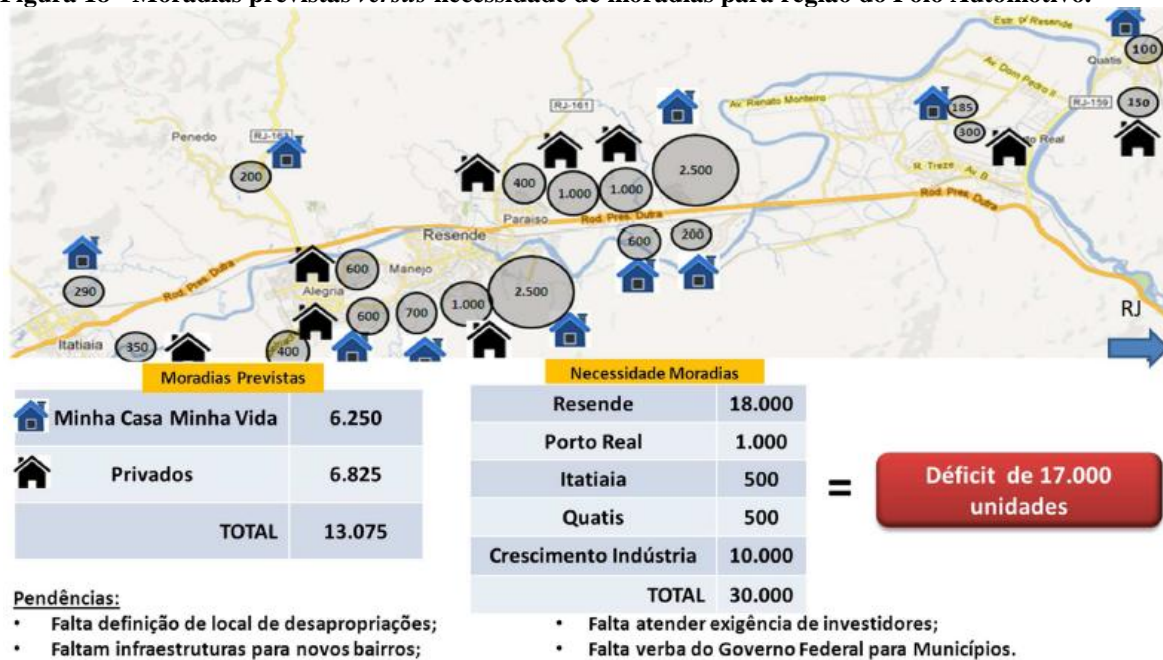 Figura 18 - Moradias previstas versus necessidade de moradias para região do Polo Automotivo.
Estr. p/ Resende
Quatis
100
Av. Dom Pedro II
RJ-161
Av. Renato Monteiro
185
RJ-159
150
Penedo
RJ-163
300
to Real
200
400
1.000
1.000
2.500
R. Treze
Av. B.
Paraíso
Rod. Pres. Dutra
Rod. Pres. Dutra
Resende
600
200
600
Manejo
290
Rod. Pres. Dutra
Alegria
2.500
600
700
1.000
RJ
Itatiaia
350
400
Moradias Previstas
Minha Casa Minha Vida 6.250
Privados 6.825
TOTAL 13.075
Necessidade Moradias
Resende 18.000
Porto Real 1.000
Itatiaia 500
Quatis 500
Crescimento Indústria 10.000
TOTAL 30.000
=
Déficit de 17.000
unidades
Pendências:
• Falta definição de local de desapropriações;
• Faltam infraestruturas para novos bairros;
• Falta atender exigência de investidores;
• Falta verba do Governo Federal para Municípios.